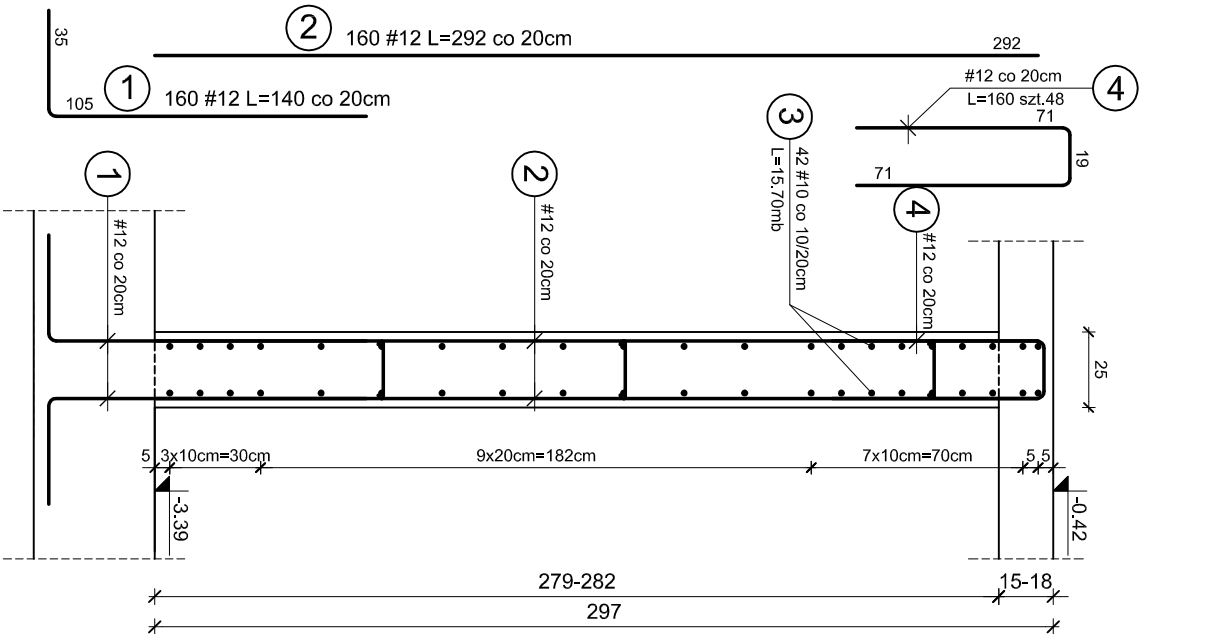 35
2
160 #12 L=292 co 20cm
292
1
105
160 #12 L=140 co 20cm
#12 co 20cm
L=160 szt.48
4
71
19
71
3
42 #10 co 10/20cm
L=15.70mb
1
#12 co 20cm
2
#12 co 20cm
4
#12 co 20cm
25
5
3x10cm=30cm
9x20cm=182cm
7x10cm=70cm
5
5
-3.39
-0.42
279-282
15-18
297